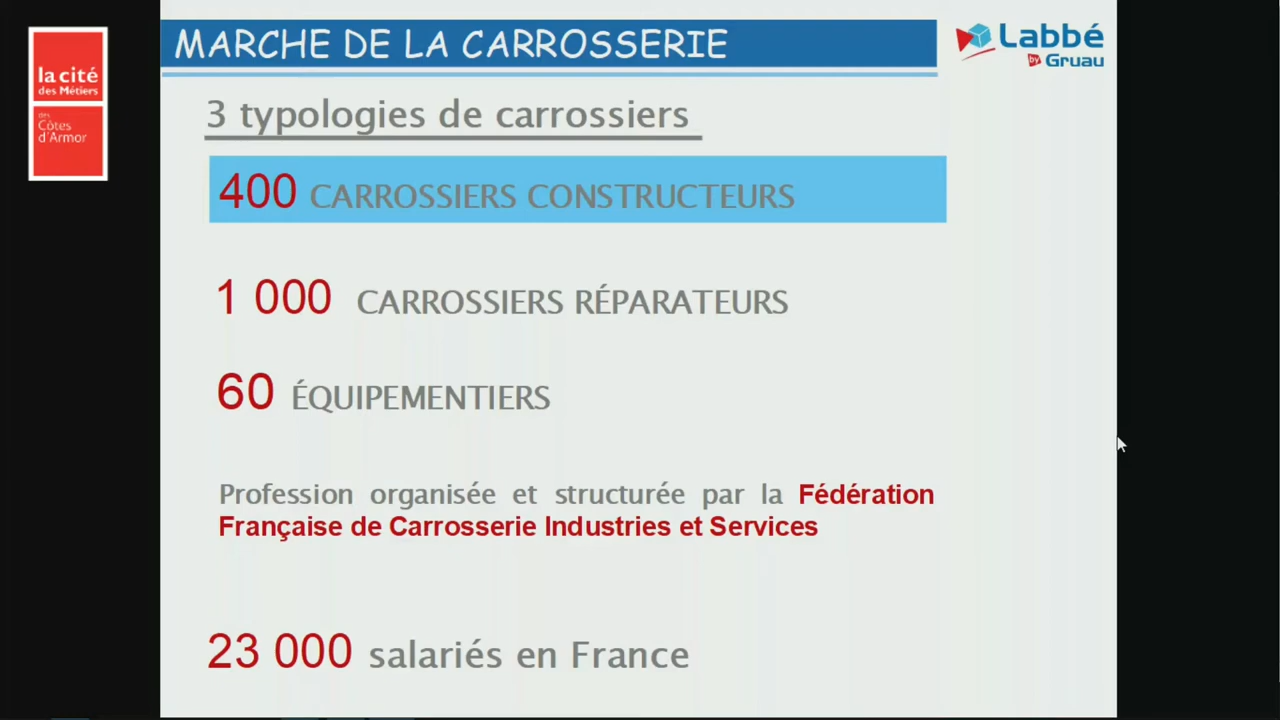 MARCHE DE LA CARROSSERIE
Labbé
by Gruau
la cité
des Métiers
des
Côtes
d'Armor
3 typologies de carrossiers
400 CARROSSIERS CONSTRUCTEURS
1 000 CARROSSIERS RÉPARATEURS
60 ÉQUIPEMENTIERS
Profession organisée et structurée par la Fédération
Française de Carrosserie Industries et Services
23 000 salariés en France